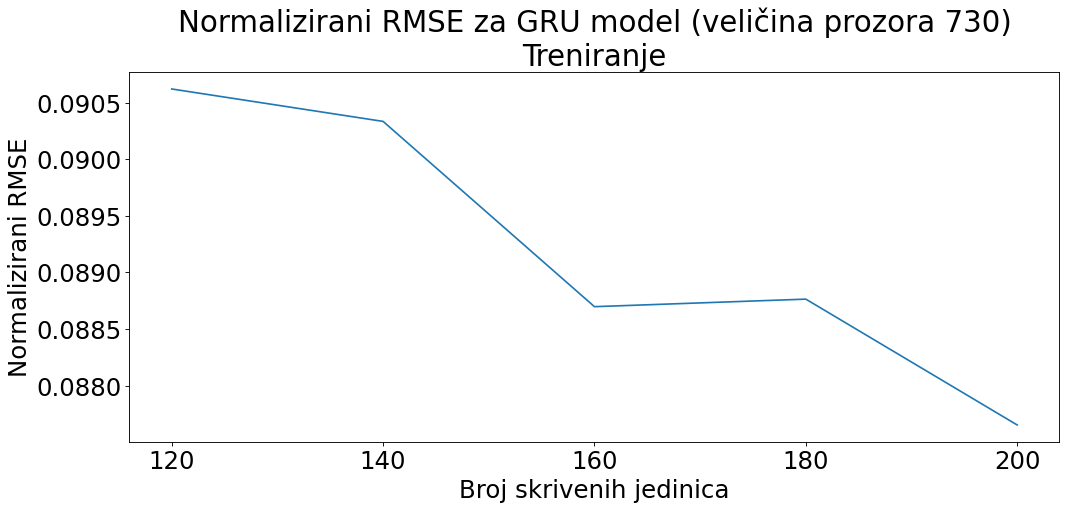 Normalizirani RMSE za GRU model (veličina prozora 730)
Treniranje
Normalizirani RMSE
0.0905
0.0900
0.0895
0.0890
0.0885
0.0880
120 140 160 180 200
Broj skrivenih jedinica